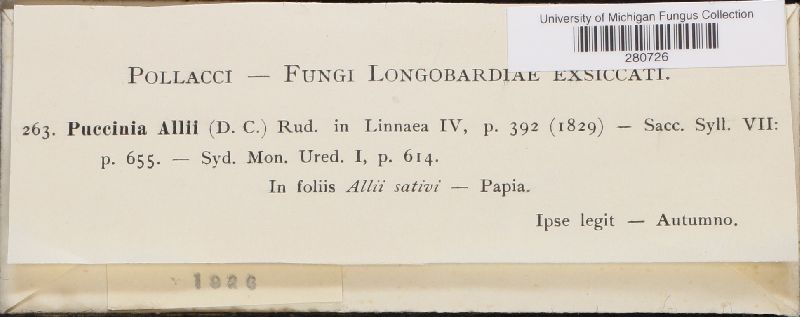 University of Michigan Fungus Collection
280726
POLLACCI — FUNGI LONGOBARDIAE EXSICCATI.
263. Puccinia Allii (D. C.) Rud. in Linnaea IV, p. 392 (1829) — Sacc. Syll. VII:
p. 655. — Syd. Mon. Ured. I, p. 614.
In foliis Allii sativi — Papia.
Ipse legit — Autumno.